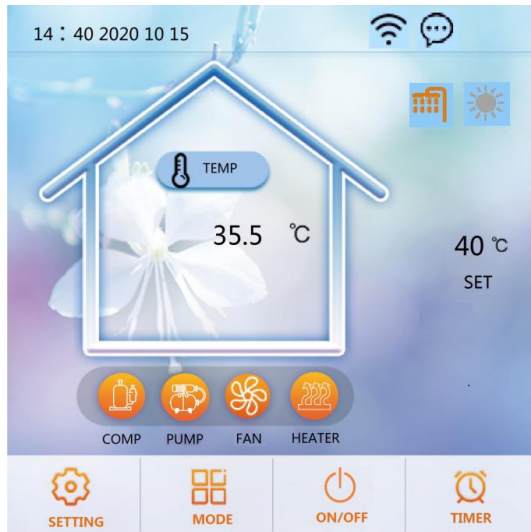 14：40 2020 10 15
TEMP
35.5 ℃
40 ℃
SET
COMP PUMP FAN HEATER
SETTING MODE ON/OFF TIMER